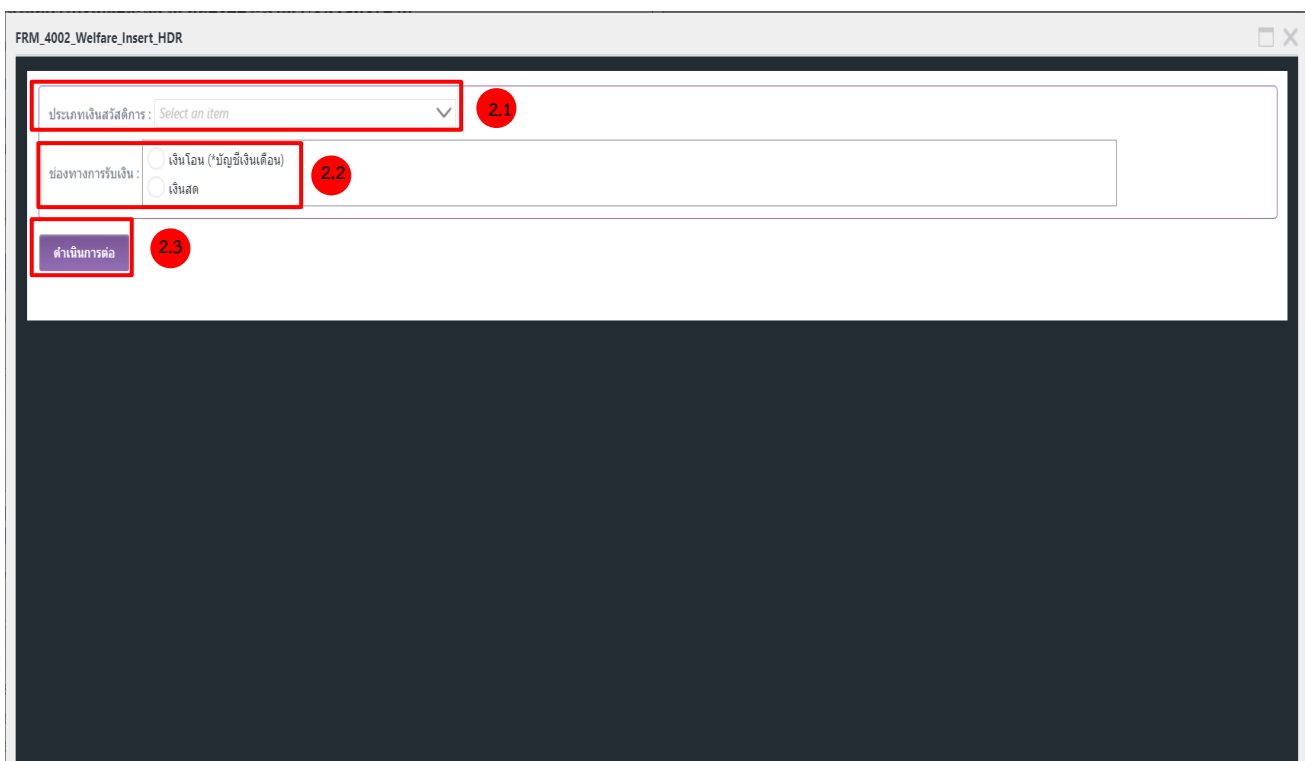 FRM_4002_Welfare_Insert_HDR
ประเภทเงินสวัสดิการ : Select an item 2.1
ช่องทางการรับเงิน : เงินโอน (*บัญชีเงินเดือน) 2.2
เงินสด
ดำเนินการต่อ 2.3